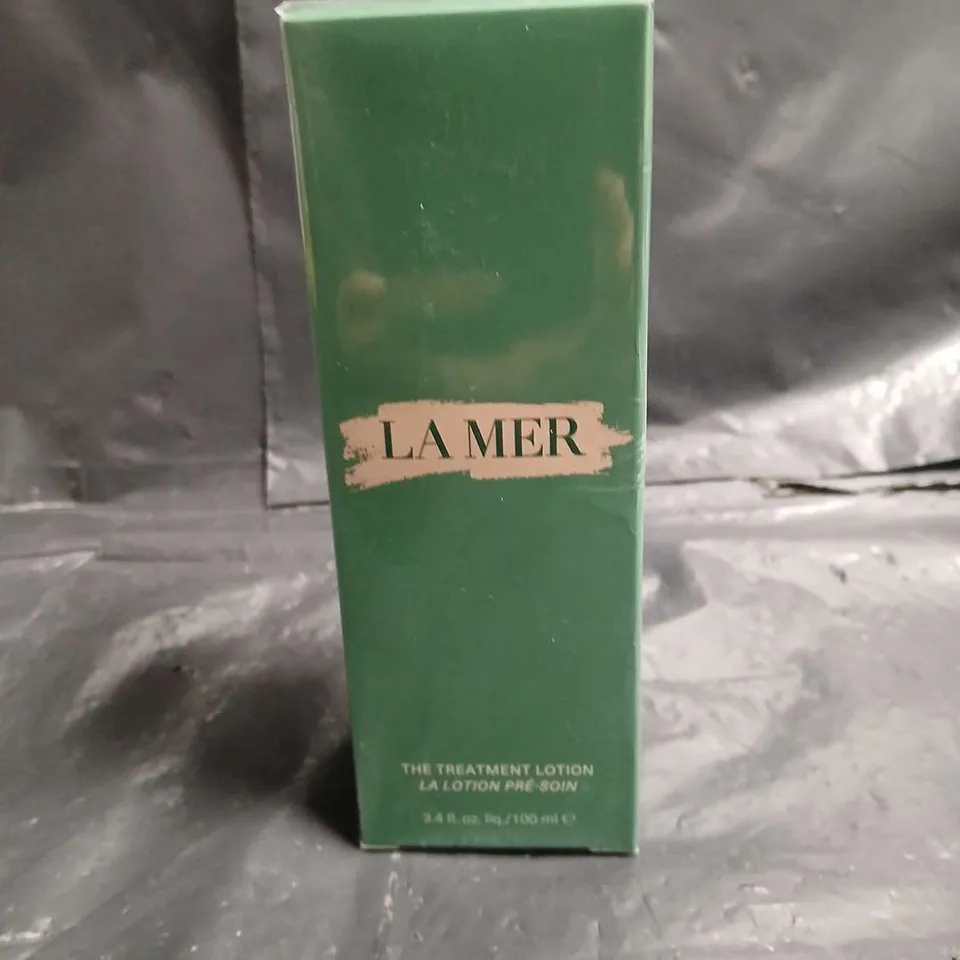 LA MER
THE TREATMENT LOTION
LA LOTION PRÉ-SOIN
3.4 fl. oz. liq./100 ml ℮